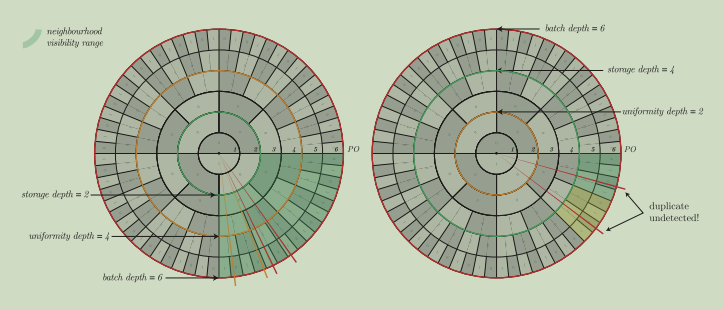 neighbourhood
visibility range
1 2 3 4 5 6 PO
storage depth = 2
uniformity depth = 4
batch depth = 6
batch depth = 6
storage depth = 4
uniformity depth = 2
1 2 3 4 5 6 PO
duplicate
undetected!